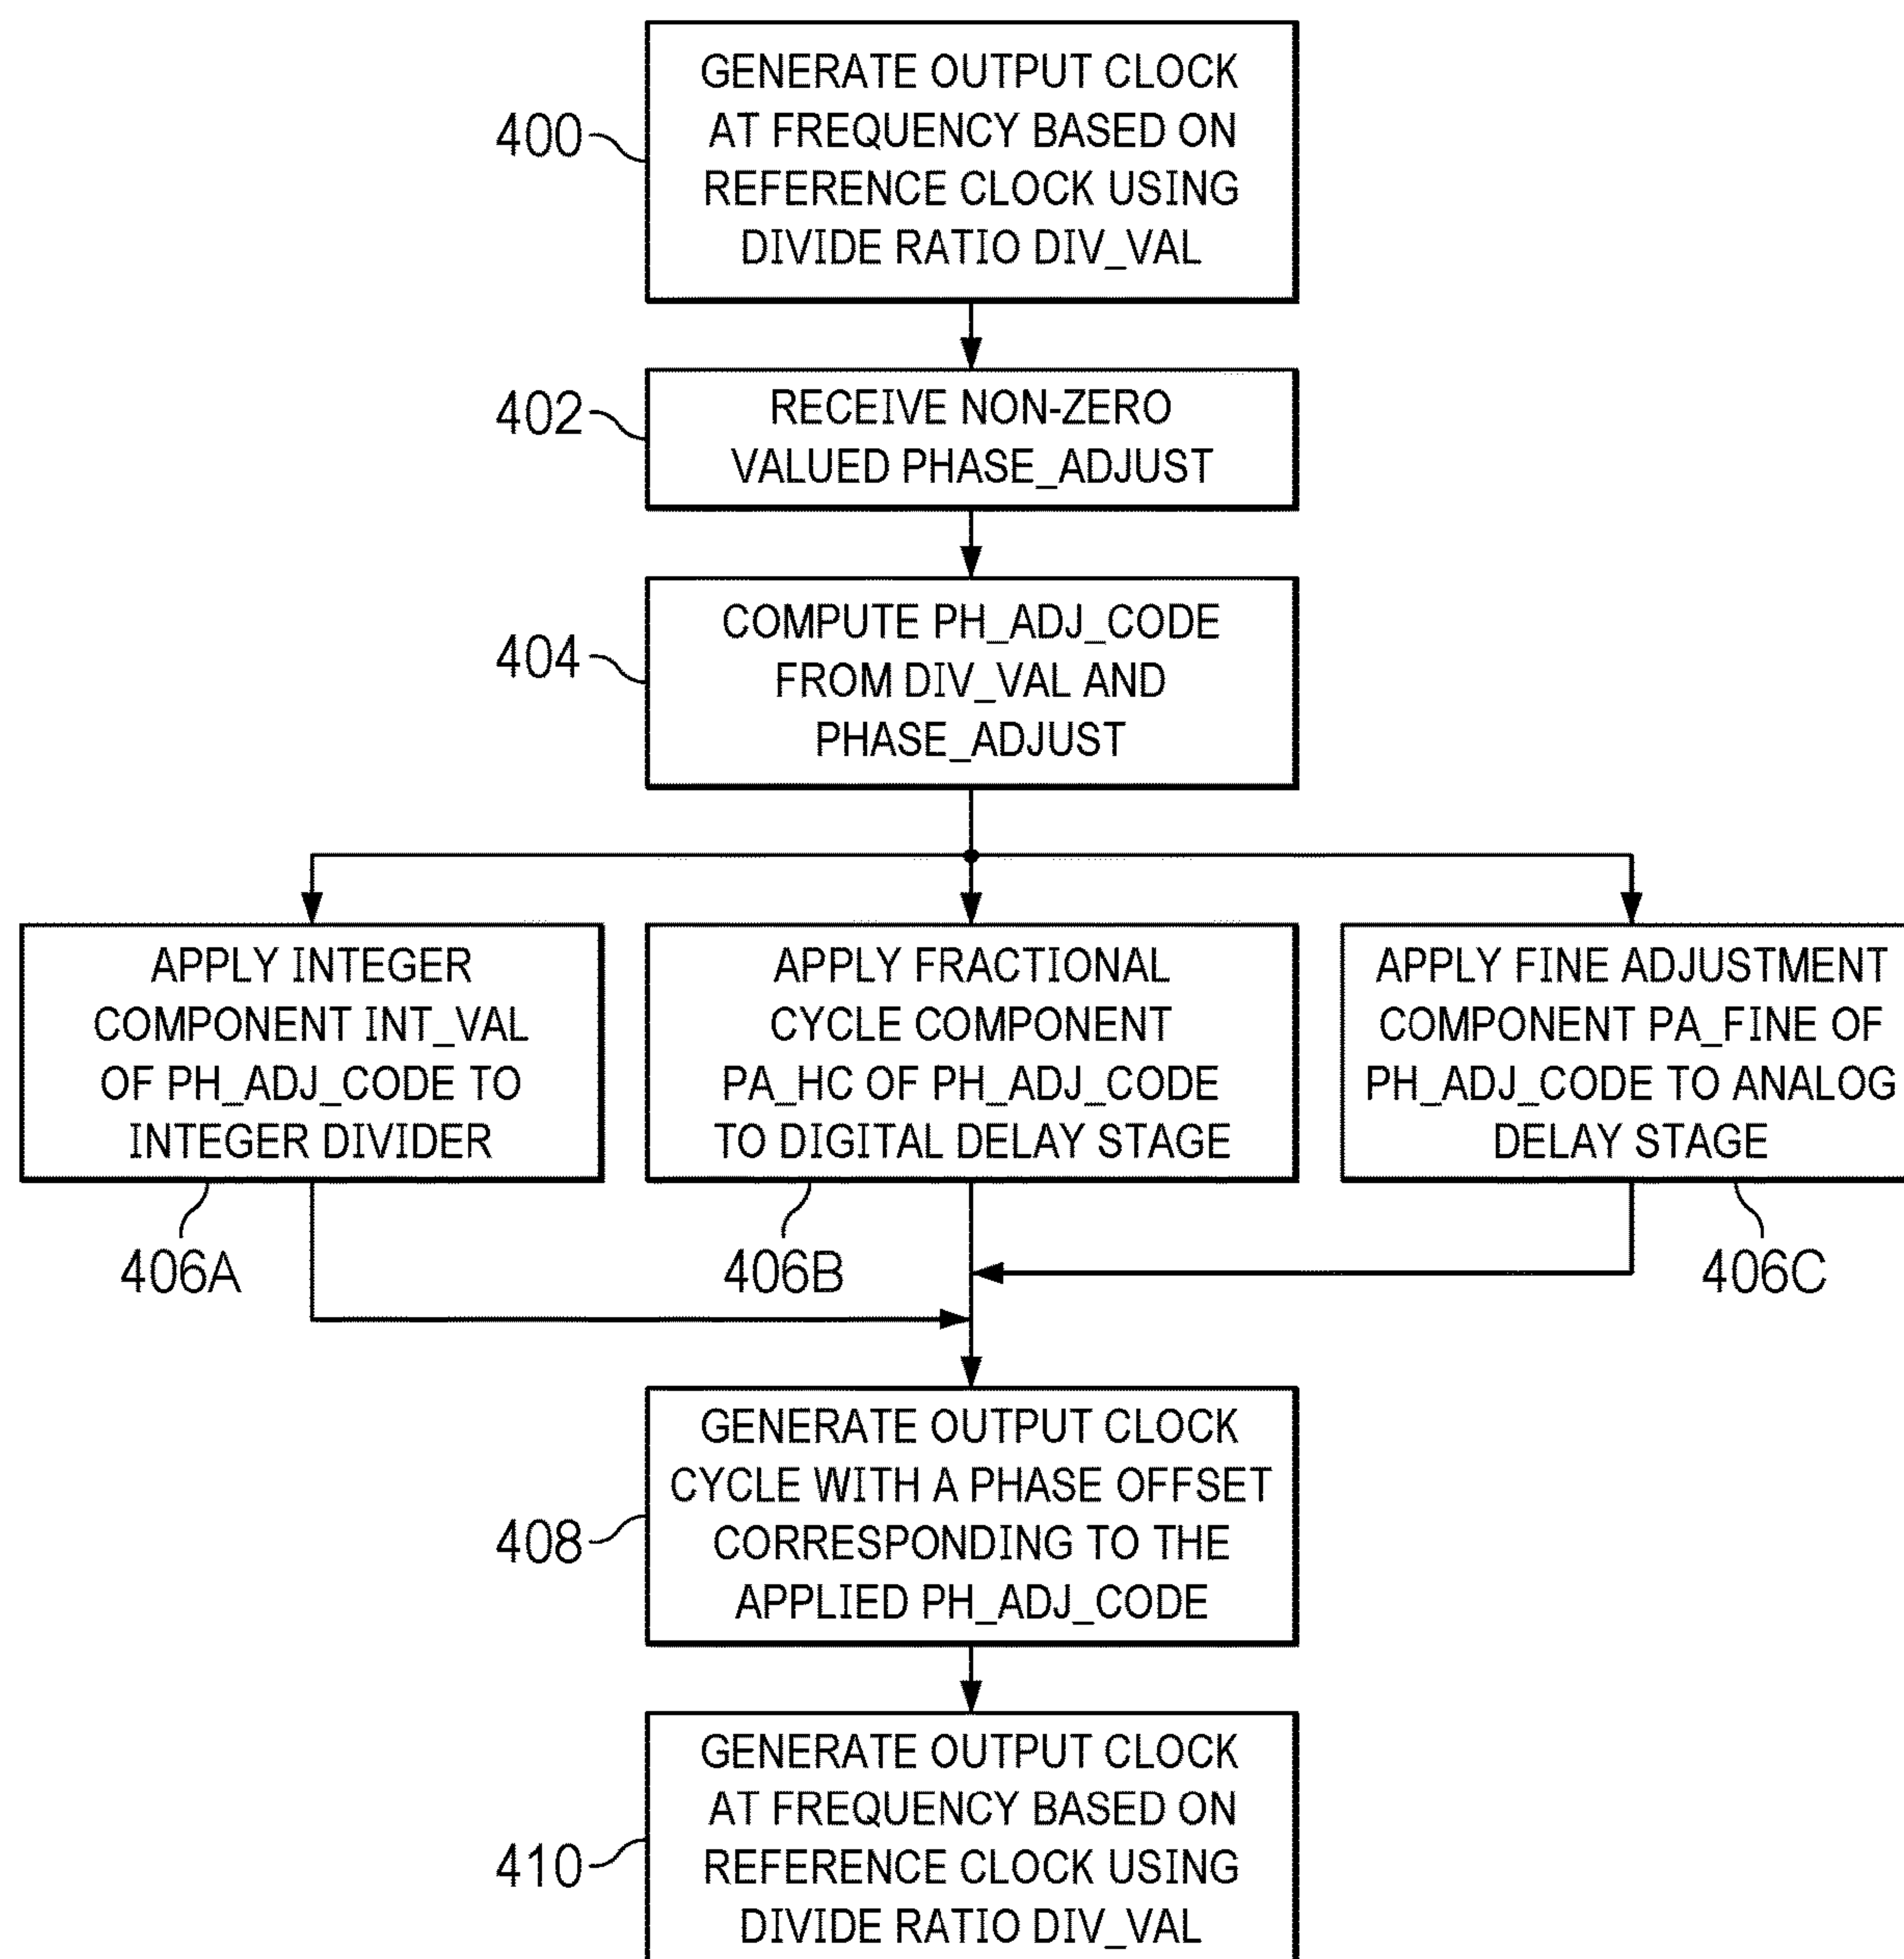 GENERATE OUTPUT CLOCK
AT FREQUENCY BASED ON
REFERENCE CLOCK USING
DIVIDE RATIO DIV_VAL
400
RECEIVE NON-ZERO
VALUED PHASE_ADJUST
402
COMPUTE PH_ADJ_CODE
FROM DIV_VAL AND
PHASE_ADJUST
404
APPLY INTEGER
COMPONENT INT_VAL
OF PH_ADJ_CODE TO
INTEGER DIVIDER
406A
APPLY FRACTIONAL
CYCLE COMPONENT
PA_HC OF PH_ADJ_CODE
TO DIGITAL DELAY STAGE
406B
APPLY FINE ADJUSTMENT
COMPONENT PA_FINE OF
PH_ADJ_CODE TO ANALOG
DELAY STAGE
406C
GENERATE OUTPUT CLOCK
CYCLE WITH A PHASE OFFSET
CORRESPONDING TO THE
APPLIED PH_ADJ_CODE
408
GENERATE OUTPUT CLOCK
AT FREQUENCY BASED ON
REFERENCE CLOCK USING
DIVIDE RATIO DIV_VAL
410